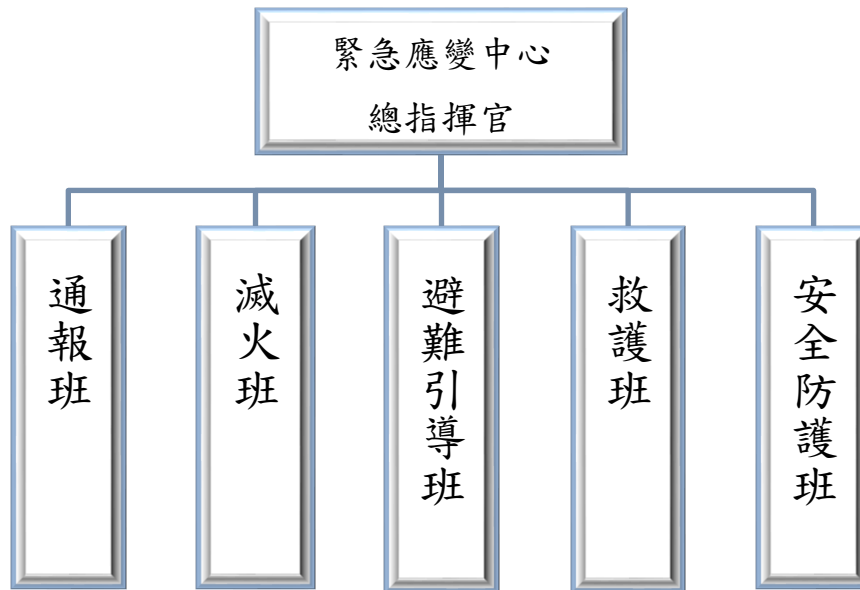 緊急應變中心
總指揮官
通報班
滅火班
避難引導班
救護班
安全防護班